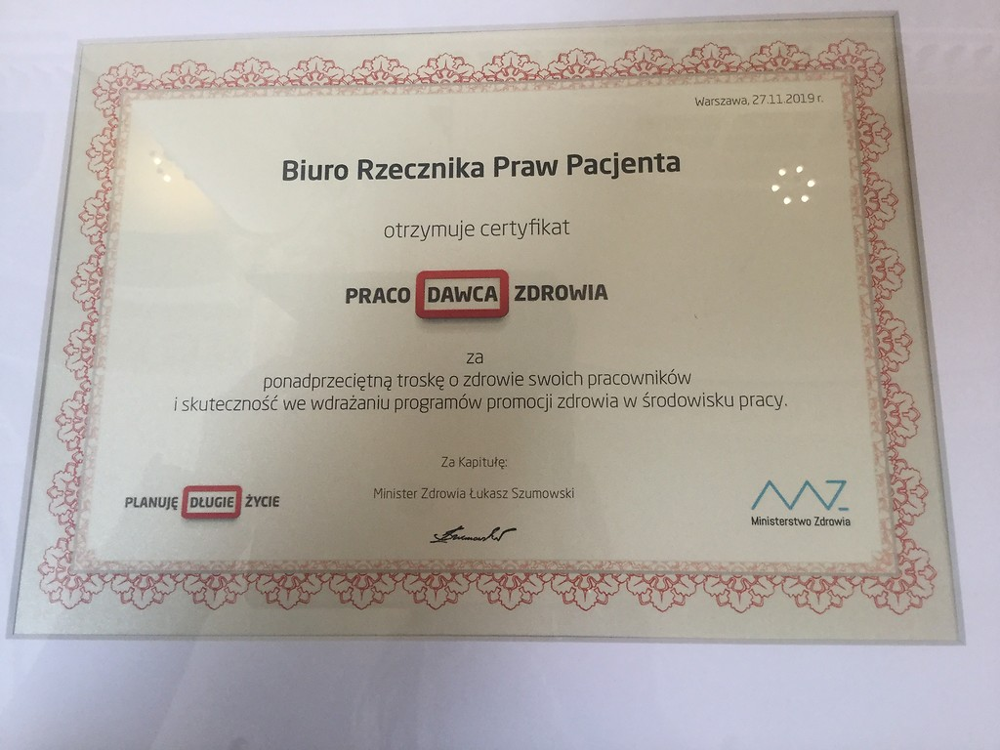 Warszawa, 27.11.2019 r.
Biuro Rzecznika Praw Pacjenta
otrzymuje certyfikat
PRACO DAWCA ZDROWIA
za
ponadprzeciętną troskę o zdrowie swoich pracowników
i skuteczność we wdrażaniu programów promocji zdrowia w środowisku pracy.
Za Kapitułę:
Minister Zdrowia Łukasz Szumowski
PLANUJĘ DŁUGIE ŻYCIE
MZ
Ministerstwo Zdrowia